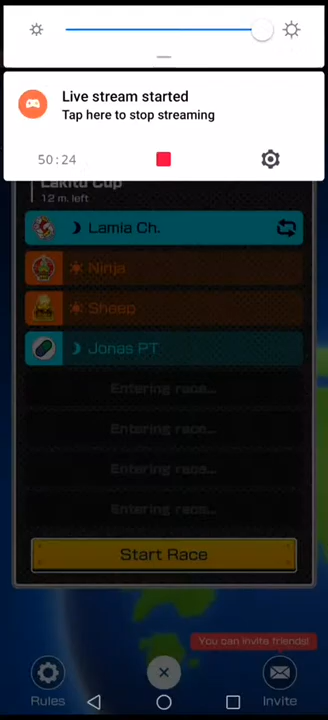 Live stream started
Tap here to stop streaming
50:24
Lakitu Cup
12 m. left
Lamia Ch.
Ninja
Sheep
Jonas PT
Entering race...
Entering race...
Entering race...
Entering race...
Start Race
You can invite friends!
Rules
Invite